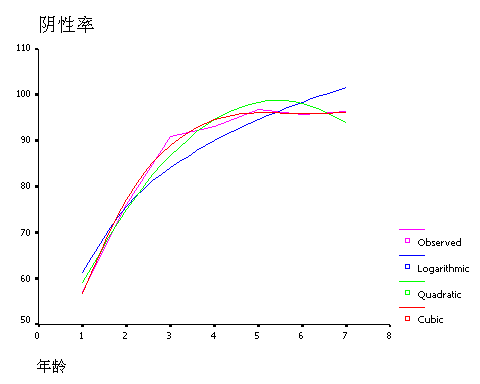 阴性率
110
100
90
80
70
60
50
0 1 2 3 4 5 6 7 8
Observed
Logarithmic
Quadratic
Cubic
年龄